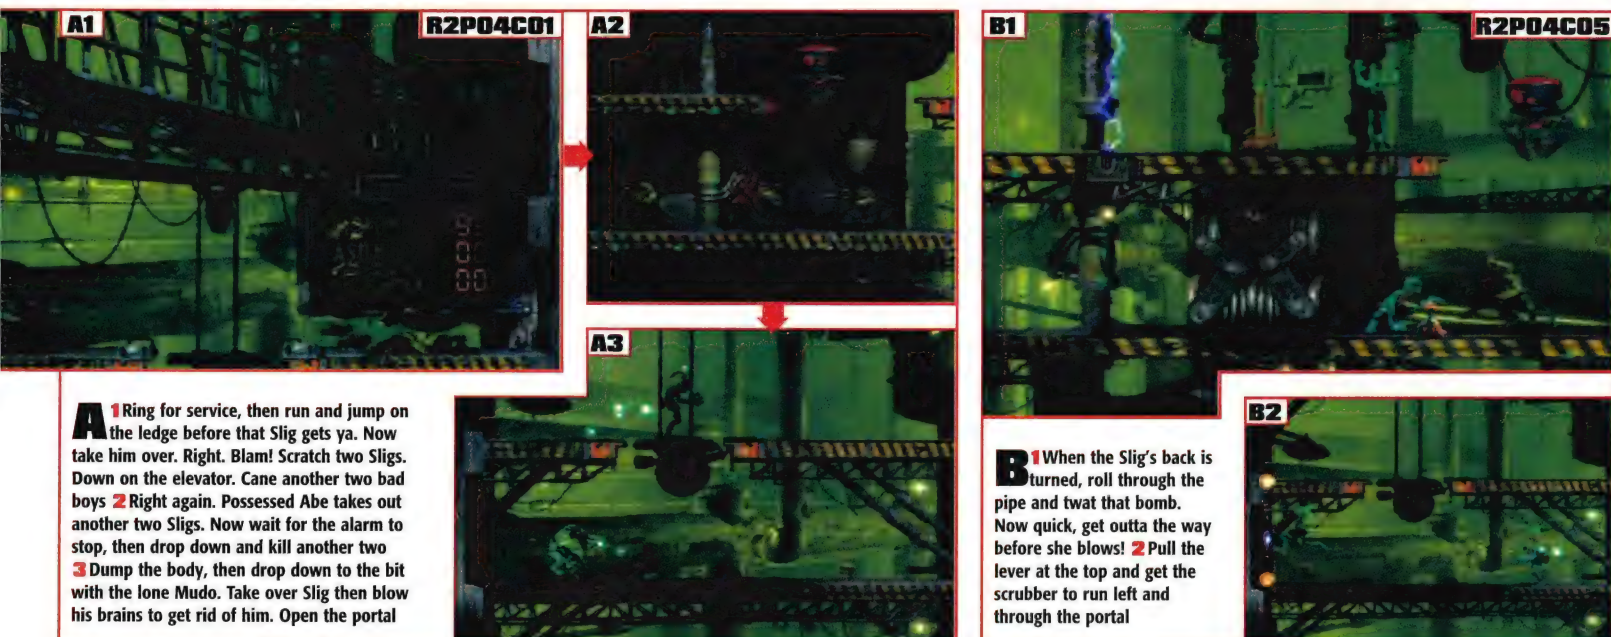 A1
R2P04C01
A2
A3
A 1 Ring for service, then run and jump on
the ledge before that Slig gets ya. Now
take him over. Right. Blam! Scratch two Sligs.
Down on the elevator. Cane another two bad
boys 2 Right again. Possessed Abe takes out
another two Sligs. Now wait for the alarm to
stop, then drop down and kill another two
3 Dump the body, then drop down to the bit
with the lone Mudo. Take over Slig then blow
his brains to get rid of him. Open the portal
B1
R2P04C05
B2
B 1 When the Slig's back is
turned, roll through the
pipe and twat that bomb.
Now quick, get outta the way
before she blows! 2 Pull the
lever at the top and get the
scrubber to run left and
through the portal